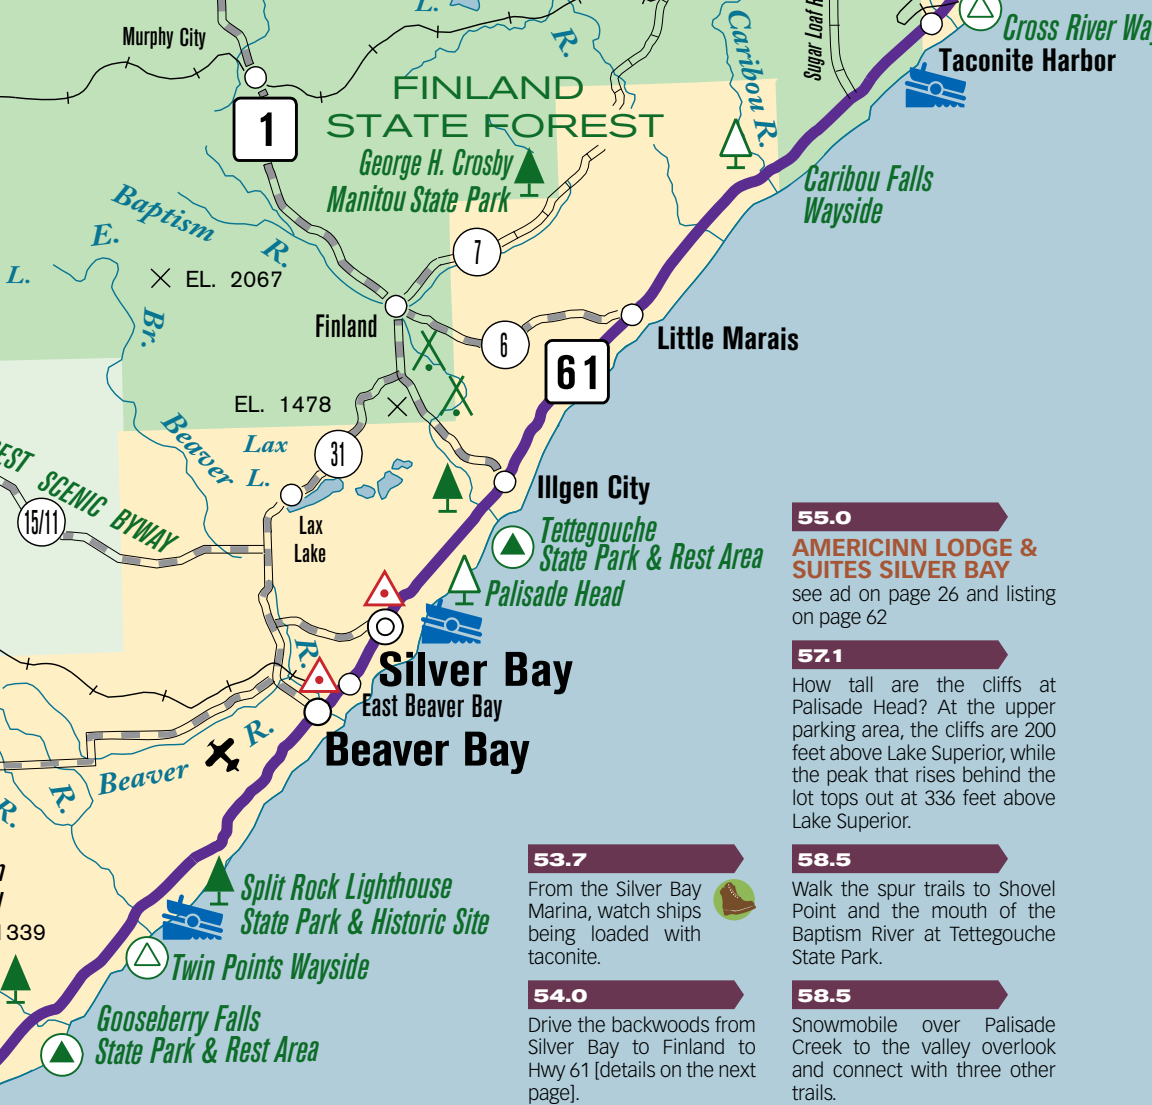 L.
Murphy City
R.
Caribou R.
Cross River
Taconite Harbor
FINLAND
STATE FOREST
1
George H. Crosby
Manitou State Park
Caribou Falls
Wayside
Baptism
R.
E.
Br.
Beaver
L.
EL. 2067
7
Finland
6
Little Marais
61
EL. 1478
Lax
L.
31
Illgen City
SCENIC BYWAY
15/11
Lax
Lake
Tettegouche
State Park & Rest Area
Palisade Head
R.
Silver Bay
East Beaver Bay
Beaver Bay
Beaver R.
R.
R.
1339
Split Rock Lighthouse
State Park & Historic Site
Twin Points Wayside
Gooseberry Falls
State Park & Rest Area
53.7
From the Silver Bay
Marina, watch ships
being loaded with
taconite.
54.0
Drive the backwoods from
Silver Bay to Finland to
Hwy 61 [details on the next
page].
55.0
AMERICINN LODGE &
SUITES SILVER BAY
see ad on page 26 and listing
on page 62
57.1
How tall are the cliffs at
Palisade Head? At the upper
parking area, the cliffs are 200
feet above Lake Superior, while
the peak that rises behind the
lot tops out at 336 feet above
Lake Superior.
58.5
Walk the spur trails to Shovel
Point and the mouth of the
Baptism River at Tettegouche
State Park.
58.5
Snowmobile over Palisade
Creek to the valley overlook
and connect with three other
trails.
Sugar Loaf